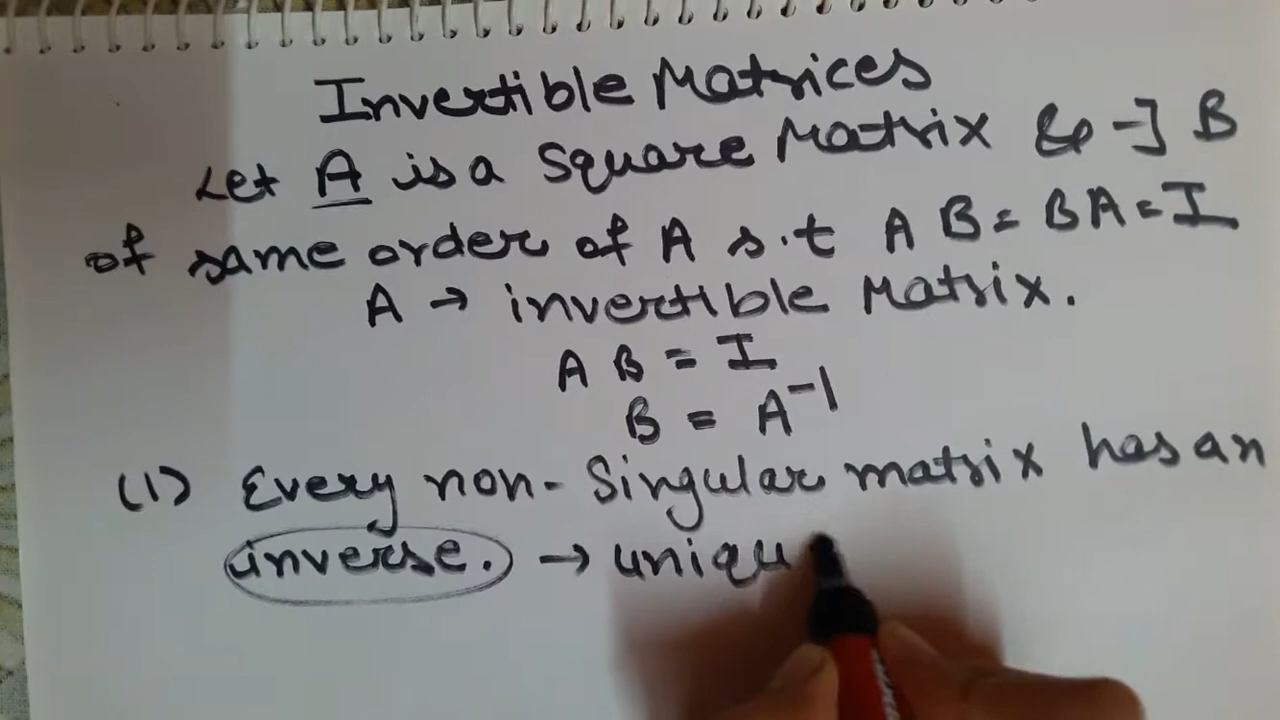 Invertible Matrices
Let A is a Square Matrix & ∃ B
of same order of A s.t AB = BA = I
A → invertible Matrix.
A B = I
B = A⁻¹
(1) Every non-Singular matrix has an
inverse. → uniqu